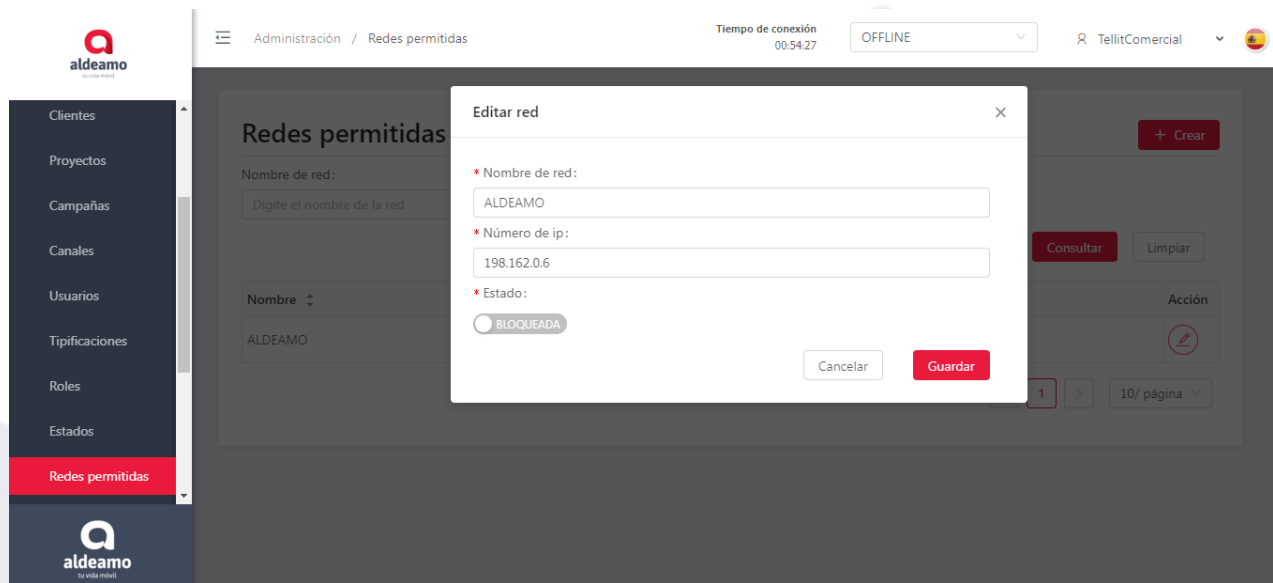 aldeamo
tu vida móvil
Administración / Redes permitidas
Tiempo de conexión
00:54:27
OFFLINE
TellitComercial
Clientes
Proyectos
Campañas
Canales
Usuarios
Tipificaciones
Roles
Estados
Redes permitidas
aldeamo
tu vida móvil
Redes permitidas
+ Crear
Nombre de red:
Digite el nombre de la red
Consultar
Limpiar
Nombre
Acción
ALDEAMO
1
>
10/ página
Editar red
* Nombre de red:
ALDEAMO
* Número de ip:
198.162.0.6
* Estado:
BLOQUEADA
Cancelar
Guardar